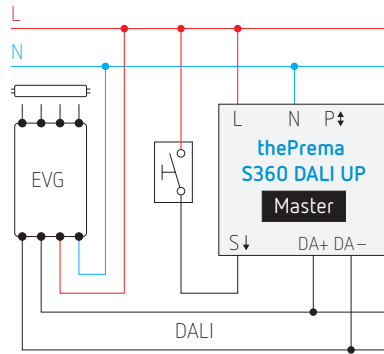 L
N
L N P↕
thePrema
S360 DALI UP
Master
EVG
S↓ DA+ DA–
DALI